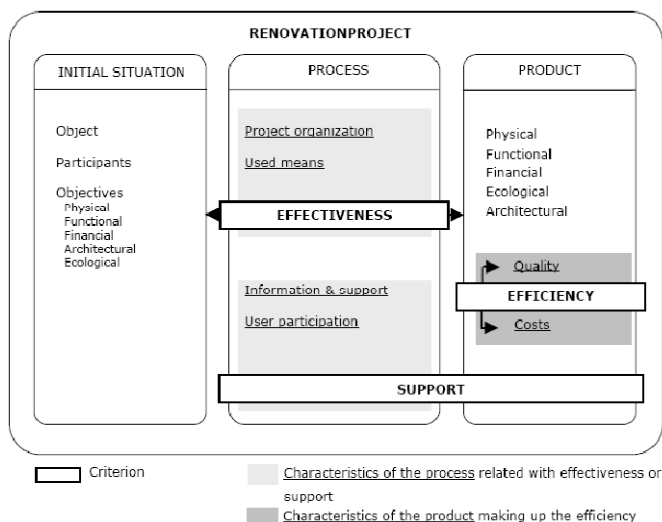 RENOVATIONPROJECT
INITIAL SITUATION
Object
Participants
Objectives
Physical
Functional
Financial
Architectural
Ecological
PROCESS
Project organization
Used means
EFFECTIVENESS
Information & support
User participation
PRODUCT
Physical
Functional
Financial
Ecological
Architectural
Quality
EFFICIENCY
Costs
SUPPORT
Criterion
Characteristics of the process related with effectiveness or
support
Characteristics of the product making up the efficiency